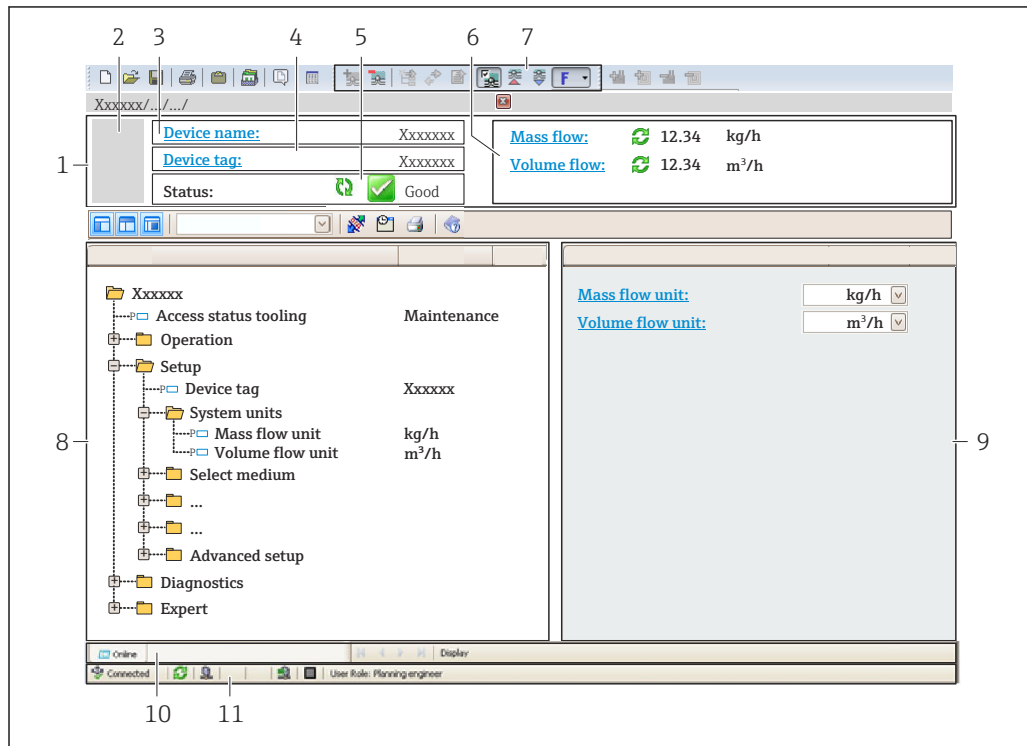 2 3 4 5 6 7
F
Xxxxxx/.../.../
1
Device name: Xxxxxxx
Device tag: Xxxxxxx
Status: Good
Mass flow: 12.34 kg/h
Volume flow: 12.34 m³/h
Xxxxxx
P Access status tooling Maintenance
Operation
Setup
P Device tag Xxxxxx
System units
P Mass flow unit kg/h
P Volume flow unit m³/h
Select medium
...
...
Advanced setup
Diagnostics
Expert
8
Mass flow unit: kg/h
Volume flow unit: m³/h
9
Online Display
Connected User Role: Planning engineer
10 11